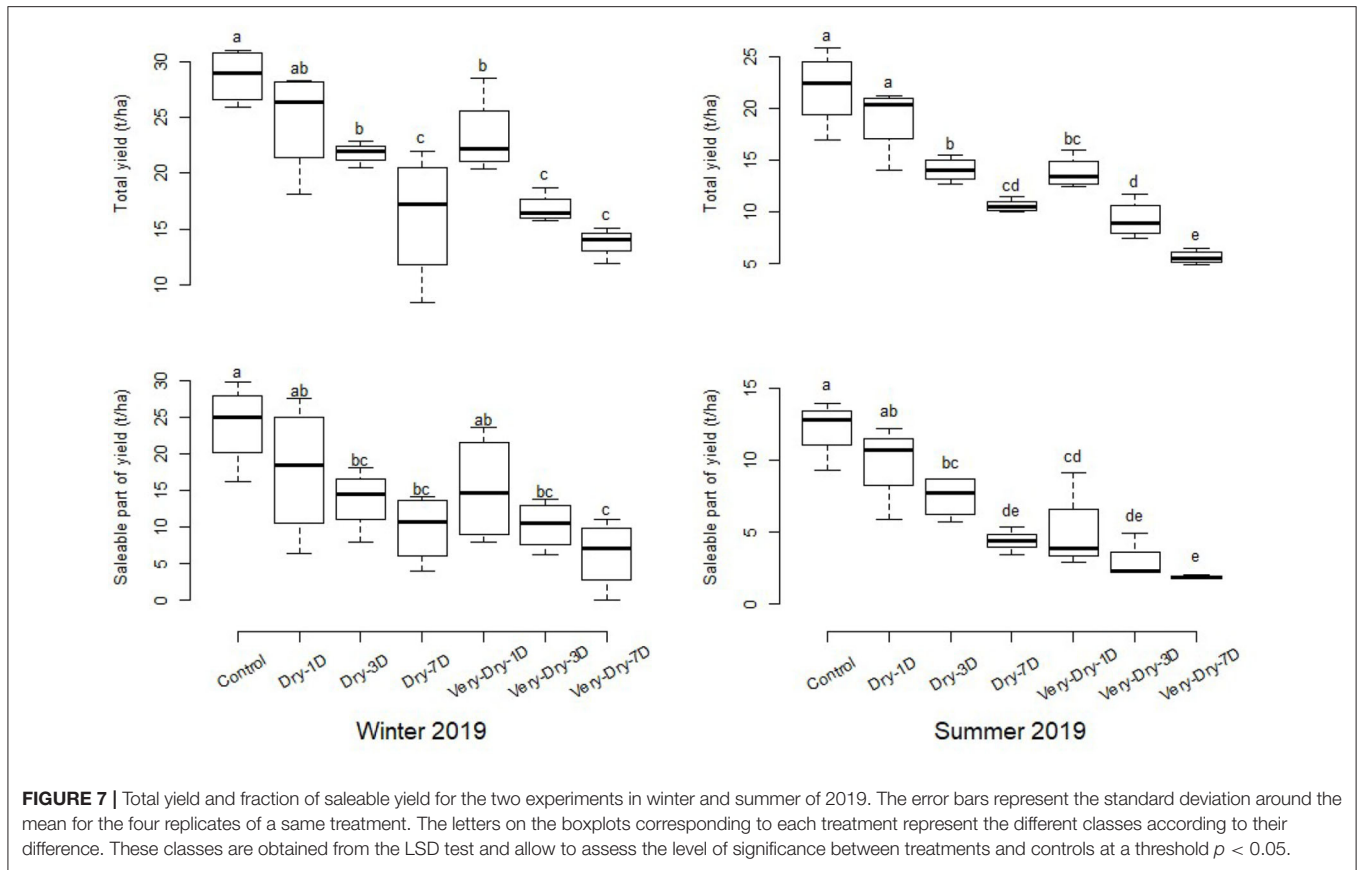 a
ab
b
c
b
c
c
Total yield (t/ha)
30
25
20
15
10
a
a
b
cd
bc
d
e
Total yield (t/ha)
25
20
15
10
5
a
ab
bc
bc
ab
bc
c
Saleable part of yield (t/ha)
30
25
20
15
10
5
0
Control
Dry-1D
Dry-3D
Dry-7D
Very-Dry-1D
Very-Dry-3D
Very-Dry-7D
Winter 2019
a
ab
bc
de
cd
de
e
Saleable part of yield (t/ha)
15
10
5
0
Control
Dry-1D
Dry-3D
Dry-7D
Very-Dry-1D
Very-Dry-3D
Very-Dry-7D
Summer 2019
FIGURE 7 | Total yield and fraction of saleable yield for the two experiments in winter and summer of 2019. The error bars represent the standard deviation around the
mean for the four replicates of a same treatment. The letters on the boxplots corresponding to each treatment represent the different classes according to their
difference. These classes are obtained from the LSD test and allow to assess the level of significance between treatments and controls at a threshold p < 0.05.